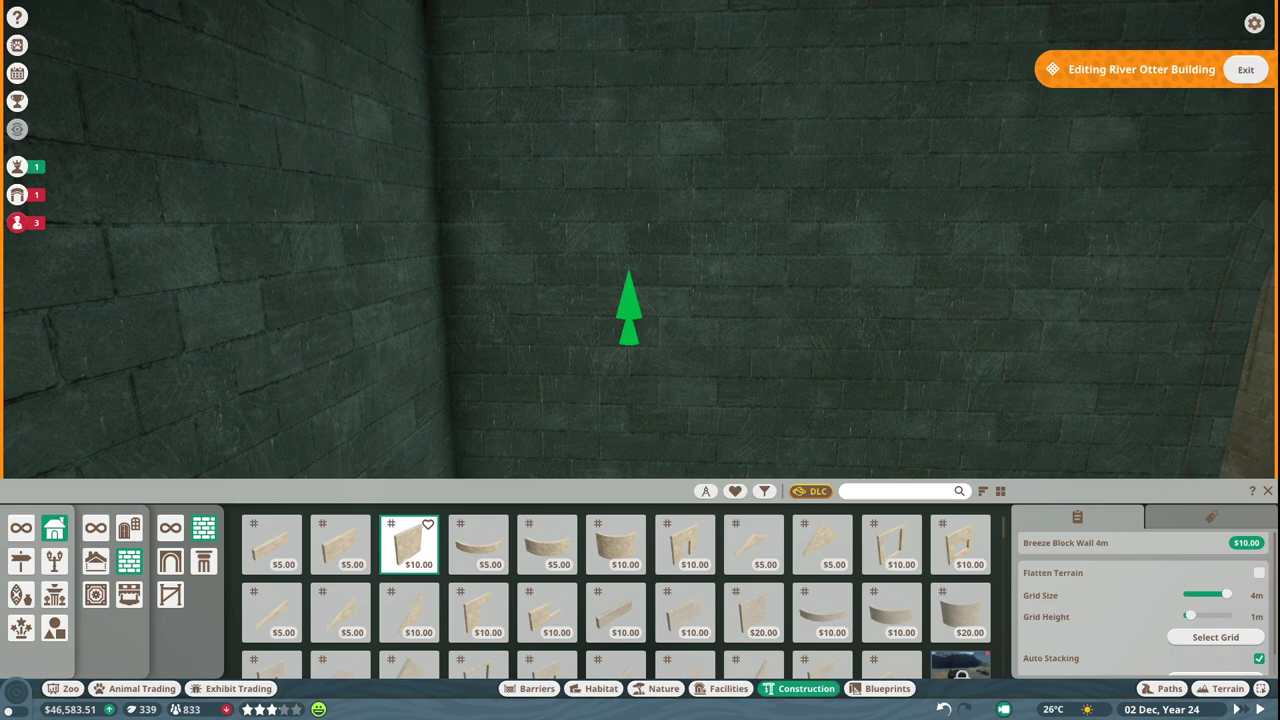 ?
Editing River Otter Building
Exit
1
1
3
DLC
?
$5.00
$5.00
$10.00
$5.00
$5.00
$10.00
$10.00
$5.00
$5.00
$10.00
$10.00
$5.00
$5.00
$10.00
$10.00
$10.00
$10.00
$10.00
$20.00
$10.00
$10.00
$20.00
Breeze Block Wall 4m
$10.00
Flatten Terrain
Grid Size
4m
Grid Height
1m
Select Grid
Auto Stacking
Zoo
Animal Trading
Exhibit Trading
Barriers
Habitat
Nature
Facilities
Construction
Blueprints
Paths
Terrain
$46,583.51
339
833
26°C
02 Dec, Year 24